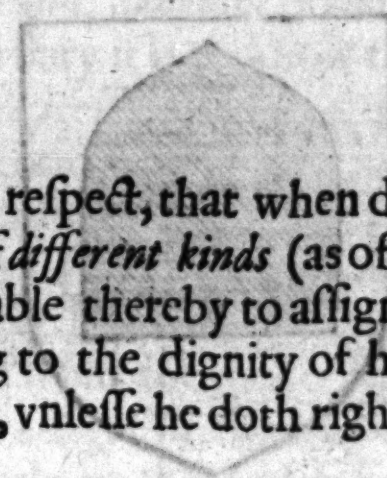 reſpect, that when d
different kinds (as of
able thereby to aſſign
to the dignity of h
, vnleſſe he doth righ